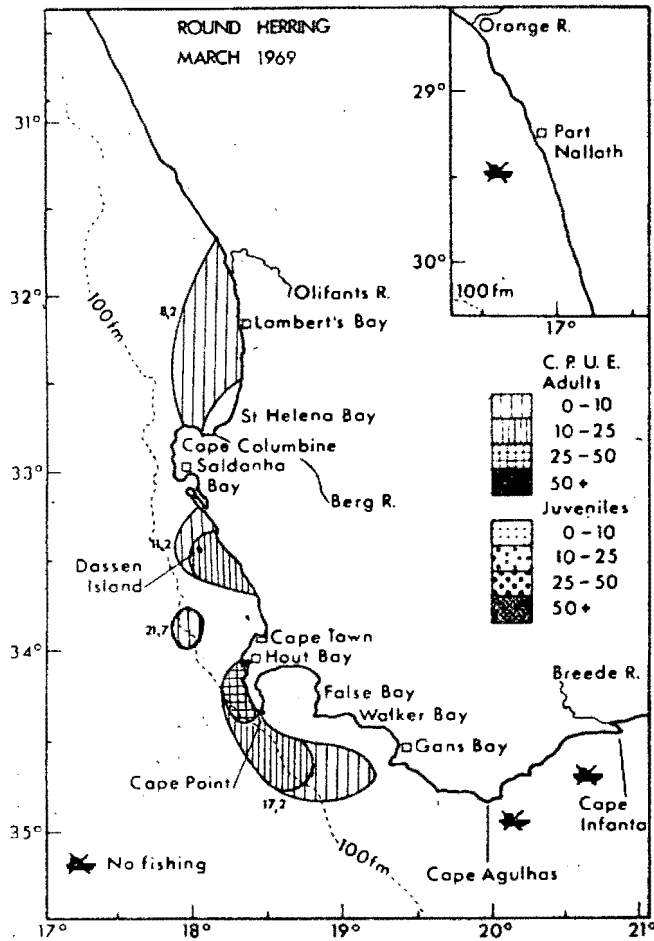 ROUND HERRING
MARCH 1969
Orange R.
29°
Part
Nallath
30°
100fm
17°
31°
32°
33°
34°
35°
100fm
8,2
Olifants R.
Lambert's Bay
St Helena Bay
Cape Columbine
Saldanha
Bay
Berg R.
11,2
Dassen
Island
21,7
Cape Town
Hout Bay
False Bay
Walker Bay
Gans Bay
Breede R.
Cape Point
17,2
100fm
Cape
Infanta
Cape Agulhas
No fishing
C. P. U. E.
Adults
0-10
10-25
25-50
50+
Juveniles
0-10
10-25
25-50
50+
17°
18°
19°
20°
21°